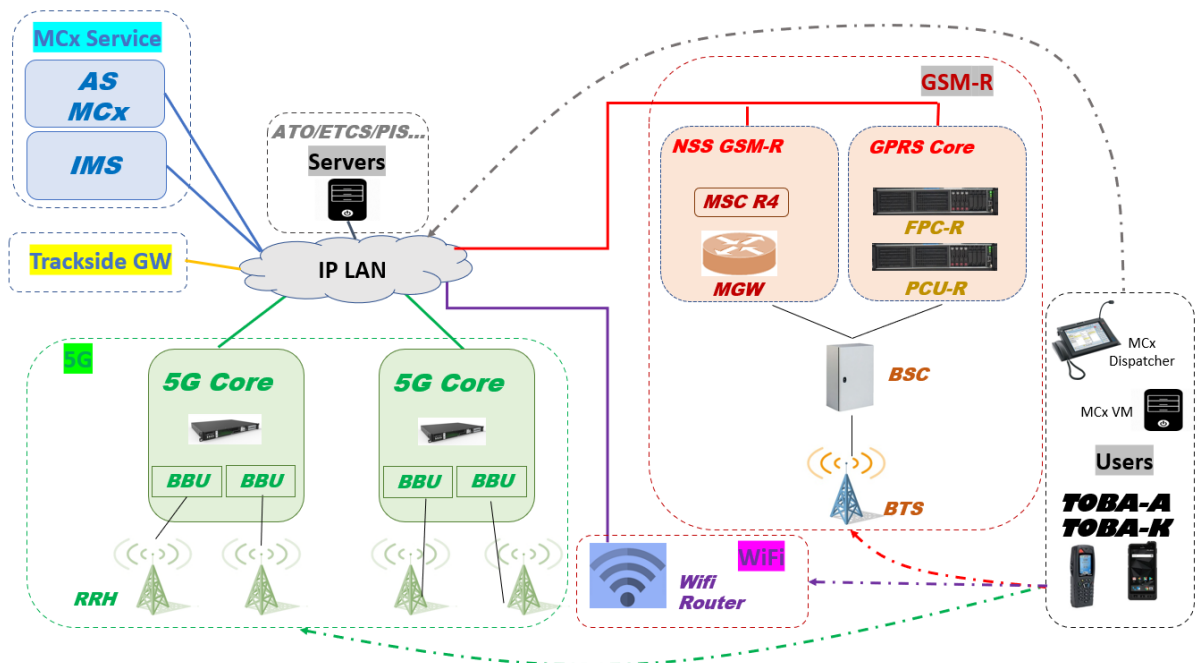 MCx Service
AS
MCx
IMS
Trackside GW
ATO/ETCS/PIS...
Servers
IP LAN
GSM-R
NSS GSM-R
MSC R4
MGW
GPRS Core
FPC-R
PCU-R
BSC
BTS
5G
5G Core
BBU
BBU
5G Core
BBU
BBU
RRH
WiFi
Wifi
Router
MCx
Dispatcher
MCx VM
Users
TOBA-A
TOBA-K